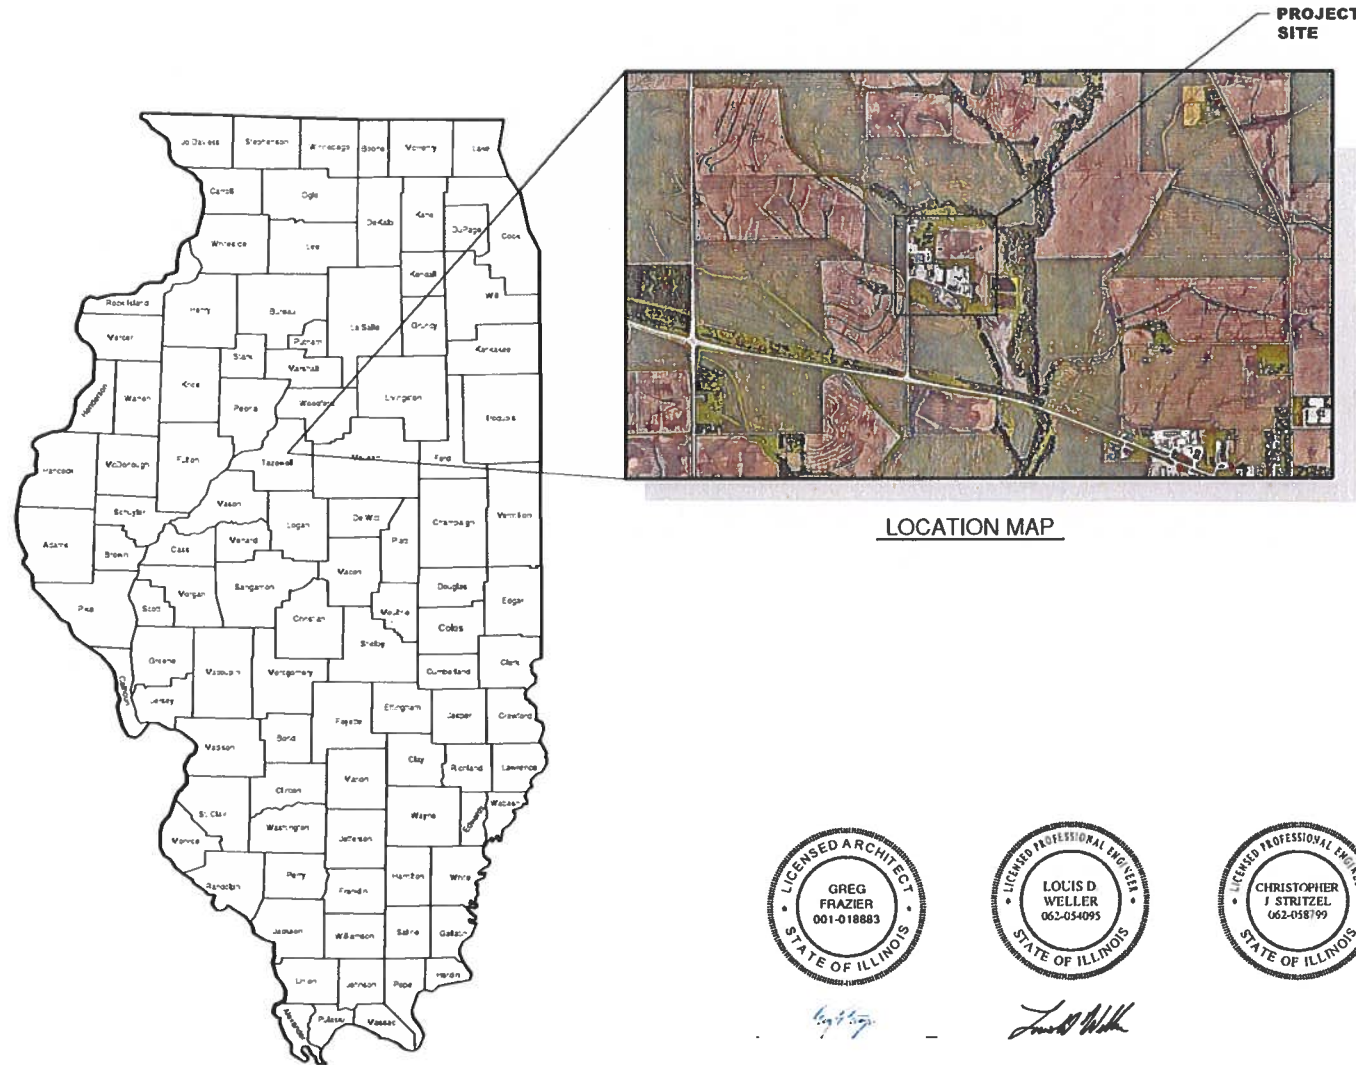 PROJECT
SITE
Jo Daviess
Stephenson
Winnebago
Boone
McHenry
Lake
Carroll
Ogle
DeKalb
Kane
DuPage
Cook
Whiteside
Lee
Kendall
Will
Rock Island
Henry
Bureau
La Salle
Grundy
Putnam
Mercer
Stark
Marshall
Kankakee
Henderson
Warren
Knox
Peoria
Woodford
Livingston
Iroquois
Hancock
McDonough
Fulton
Tazewell
McLean
Ford
Schuyler
Mason
Logan
De Witt
Champaign
Vermilion
Adams
Brown
Cass
Menard
Piatt
Macon
Pike
Scott
Morgan
Sangamon
Christian
Moultrie
Douglas
Edgar
Coles
Shelby
Greene
Macoupin
Montgomery
Cumberland
Clark
Calhoun
Jersey
Fayette
Effingham
Jasper
Crawford
Madison
Bond
Clay
Richland
Lawrence
Marion
Clinton
St. Clair
Wayne
Edwards
Wabash
Washington
Jefferson
Monroe
Randolph
Perry
Franklin
Hamilton
White
Jackson
Williamson
Saline
Gallatin
Union
Johnson
Pope
Hardin
Alexander
Pulaski
Massac
LOCATION MAP
LICENSED ARCHITECT
GREG
FRAZIER
001-018883
STATE OF ILLINOIS
LICENSED PROFESSIONAL ENGINEER
LOUIS D.
WELLER
062-054095
STATE OF ILLINOIS
LICENSED PROFESSIONAL ENGINE
CHRISTOPHER
J STRITZEL
062-058799
STATE OF ILLINOIS